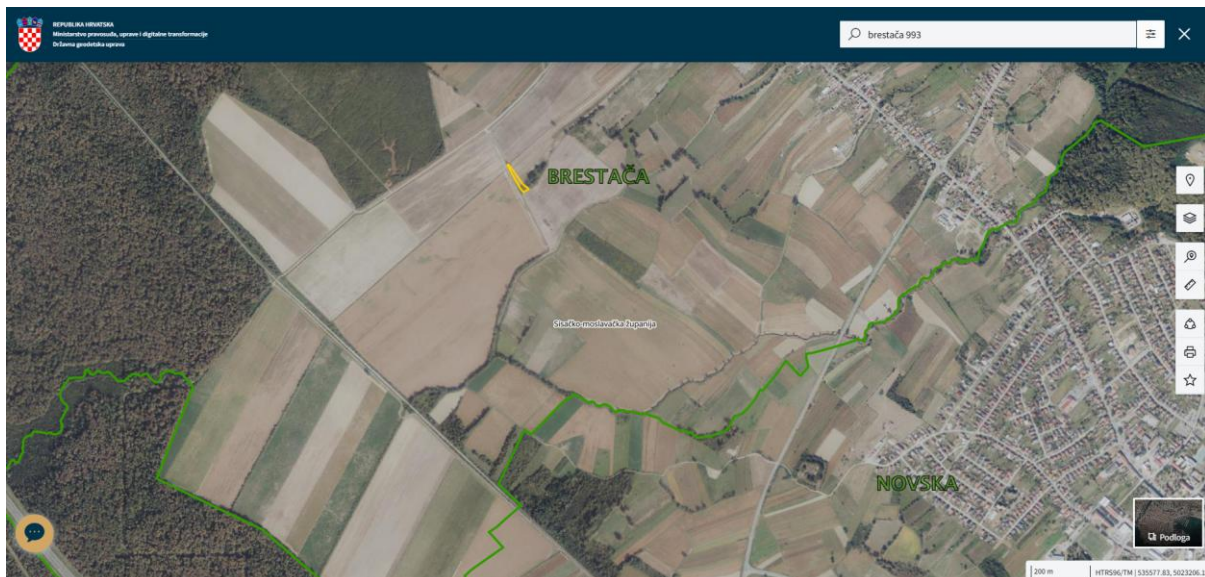 REPUBLIKA HRVATSKA
Ministarstvo pravosuđa, uprave i digitalne transformacije
Državna geodetska uprava
brestača 993
BRESTAČA
Sisačko-moslavačka županija
NOVSKA
Podloga
200 m
HTRS96/TM | 535577.83, 5023206.1